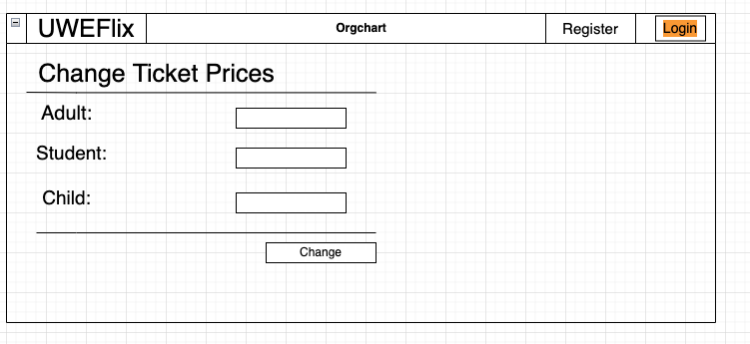 UWEFlix Orgchart Register Login
Change Ticket Prices
Adult:
Student:
Child:
Change